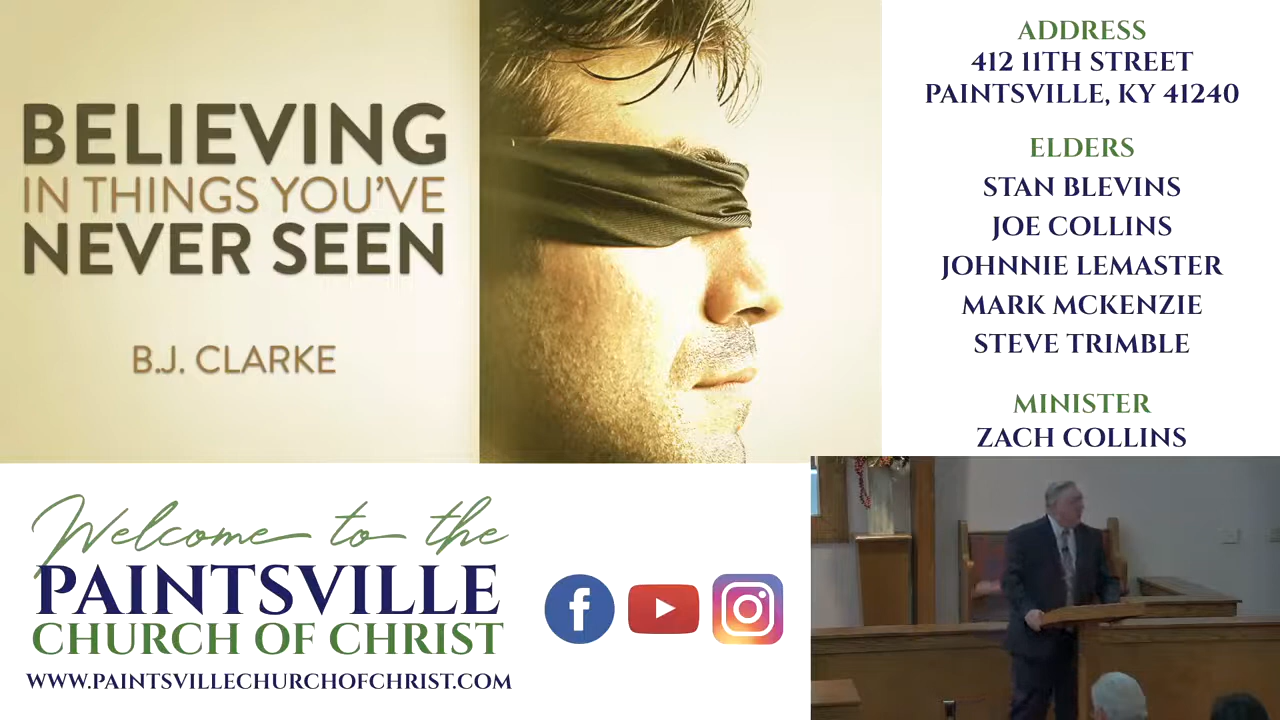 BELIEVING
IN THINGS YOU'VE
NEVER SEEN
B.J. CLARKE
ADDRESS
412 11TH STREET
PAINTSVILLE, KY 41240
ELDERS
STAN BLEVINS
JOE COLLINS
JOHNNIE LEMASTER
MARK MCKENZIE
STEVE TRIMBLE
MINISTER
ZACH COLLINS
Welcome to the
PAINTSVILLE
CHURCH OF CHRIST
WWW.PAINTSVILLECHURCHOFCHRIST.COM